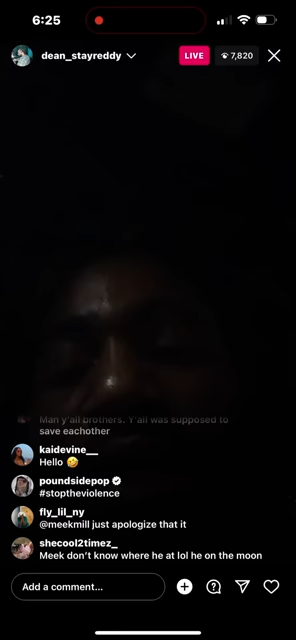 6:25
dean_stayreddy
LIVE
7,820
Man y'all brothers. Y'all was supposed to
save eachother
kaidevine__
Hello 🤣
poundsidepop
#stoptheviolence
fly_lil_ny
@meekmill just apologize that it
shecool2timez_
Meek don't know where he at lol he on the moon
Add a comment...